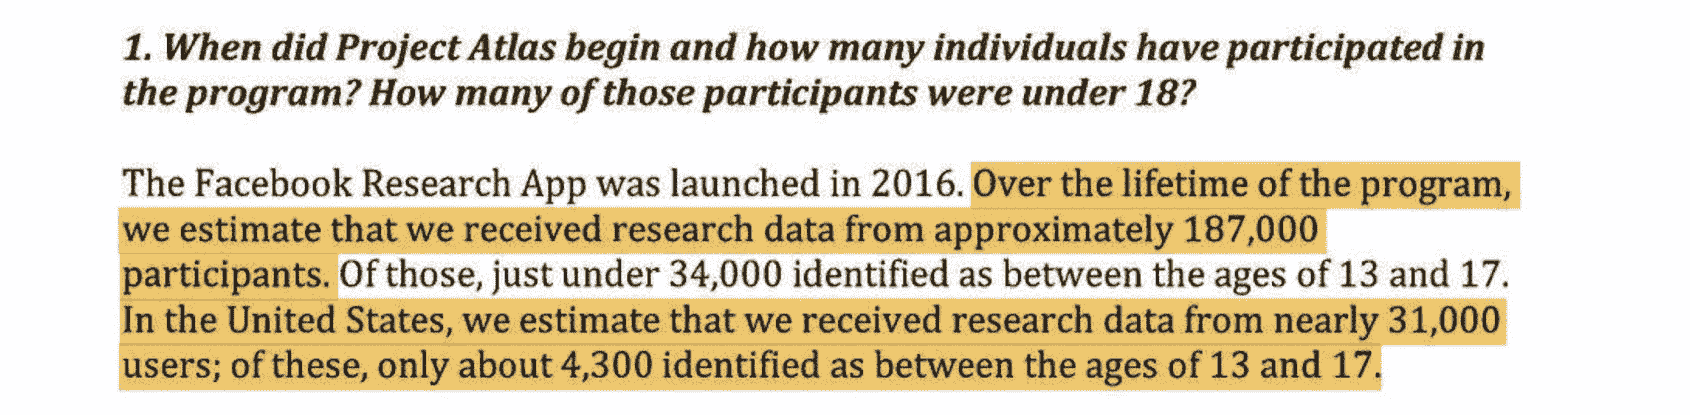 1. When did Project Atlas begin and how many individuals have participated in
the program? How many of those participants were under 18?
The Facebook Research App was launched in 2016. Over the lifetime of the program,
we estimate that we received research data from approximately 187,000
participants. Of those, just under 34,000 identified as between the ages of 13 and 17.
In the United States, we estimate that we received research data from nearly 31,000
users; of these, only about 4,300 identified as between the ages of 13 and 17.